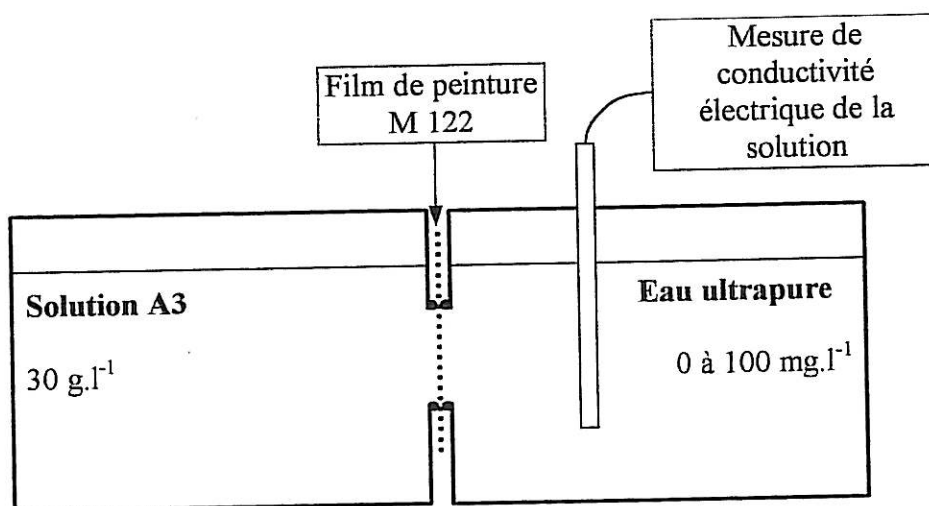 Mesure de
conductivité
électrique de la
solution
Film de peinture
M 122
Solution A3
30 g.l⁻¹
Eau ultrapure
0 à 100 mg.l⁻¹